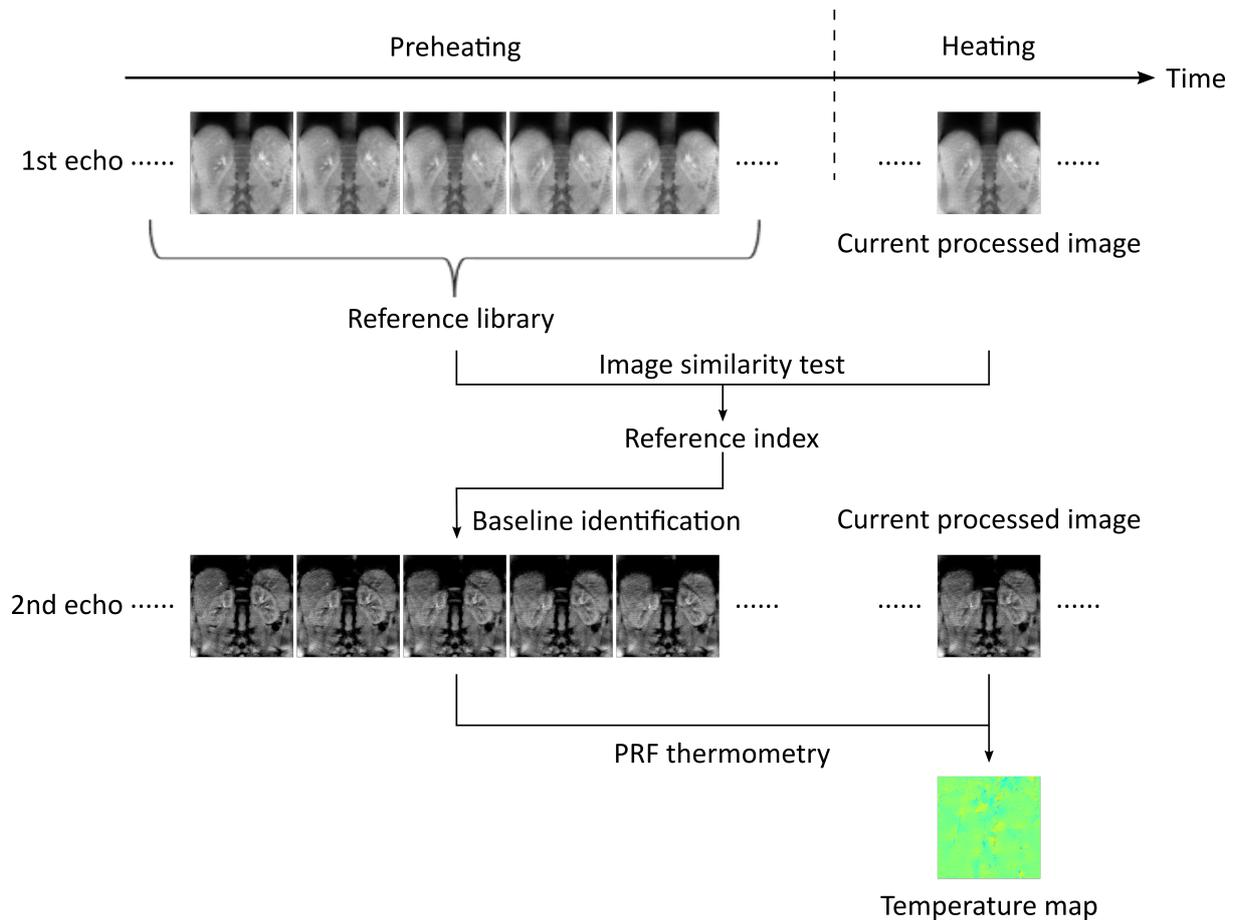 Preheating
Heating
Time
1st echo ......
......
......
......
Current processed image
Reference library
Image similarity test
Reference index
Baseline identification
Current processed image
2nd echo ......
......
......
......
PRF thermometry
Temperature map